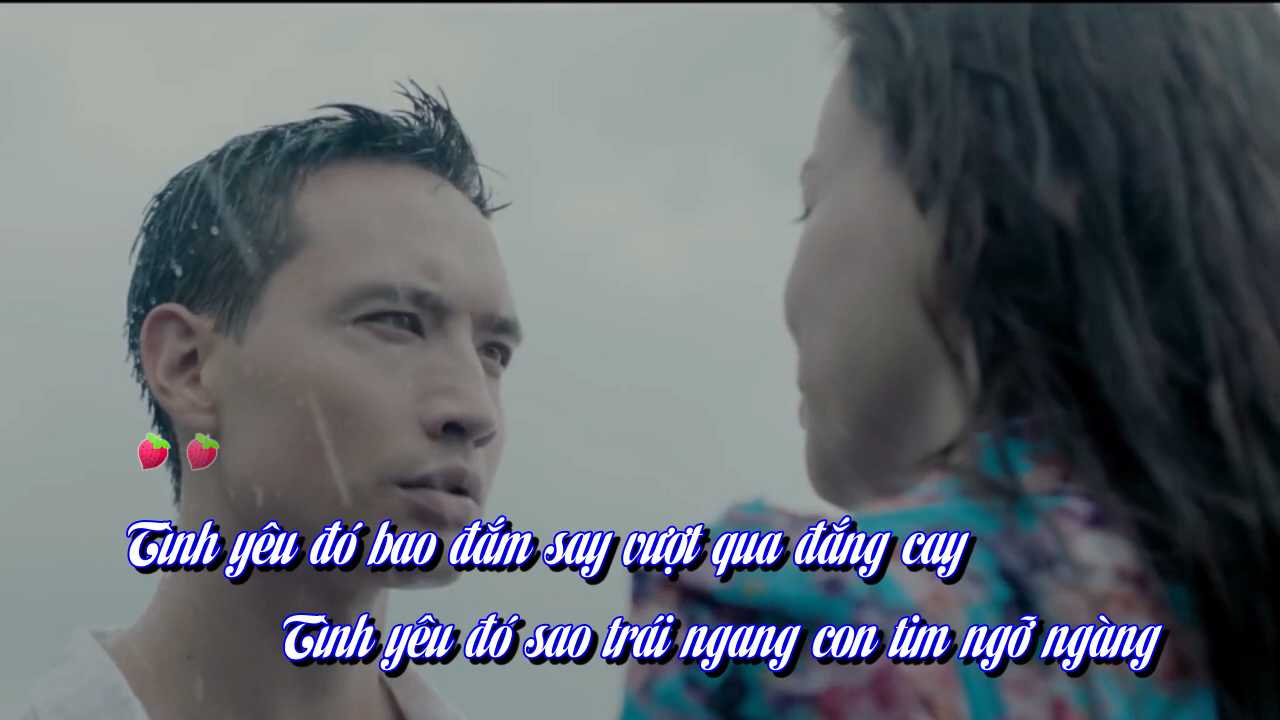 Tình yêu đó bao đắm say vượt qua đắng cay
Tình yêu đó sao trái ngang con tim ngỡ ngàng